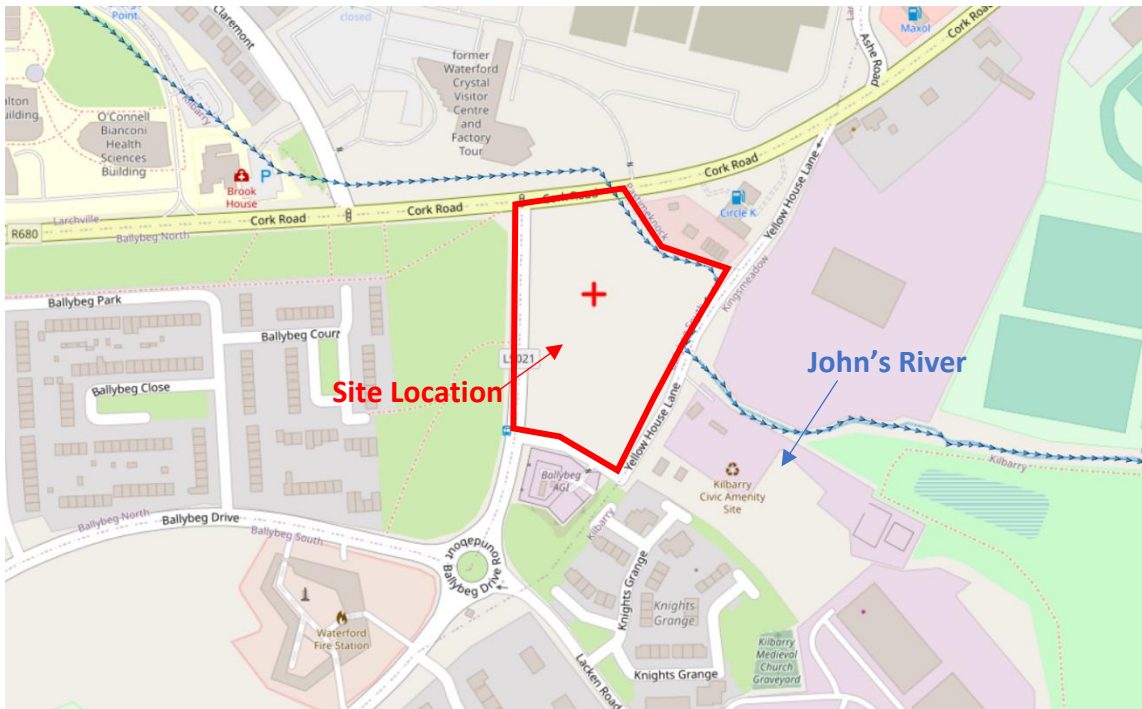 Point
closed
Claremont
former
Waterford
Crystal
Visitor
Centre
and
Factory
Tour
Maxol
Cork Road
Ashe Road
Building
O'Connell
Bianconi
Health
Sciences
Building
Kilbarry
P
Brook
House
Larchville
Cork Road
Cork Road
Cork Road
Cork Road
R680
Ballybeg North
Circle K
Yellow House Lane
Kingsmeadow
Ballybeg Park
Ballybeg Court
Ballybeg Close
L5021
Site Location
John's River
Yellow House Lane
Kilbarry
Kilbarry
Civic Amenity
Site
Ballybeg
AGI
Kilbarry
Ballybeg North
Ballybeg Drive
Ballybeg South
Ballybeg Drive
Roundabout
Waterford
Fire Station
Knights Grange
Knights
Grange
Knights Grange
Lacken Road
Kilbarry
Medieval
Church
Graveyard